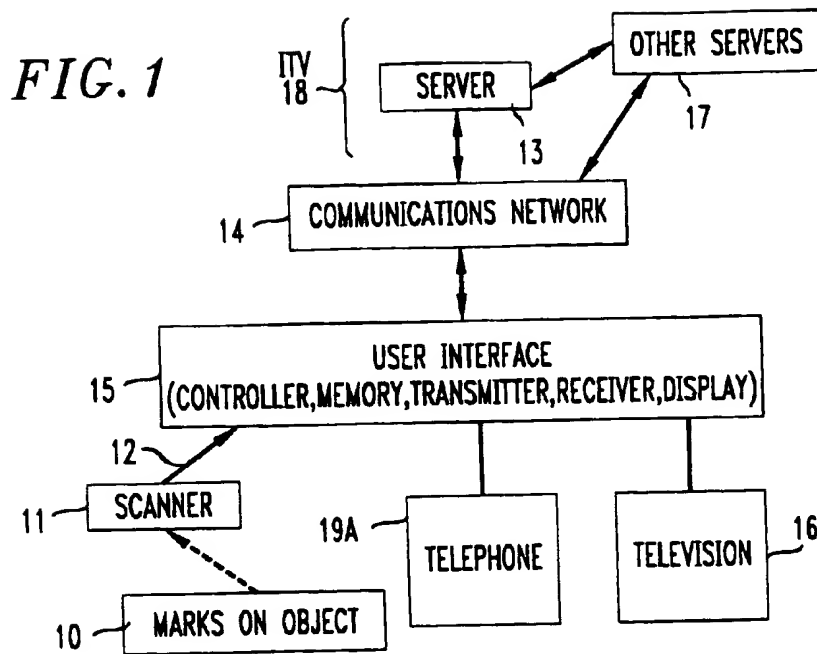 FIG. 1
ITV
18
SERVER
13
OTHER SERVERS
17
14
COMMUNICATIONS NETWORK
15
USER INTERFACE
(CONTROLLER,MEMORY,TRANSMITTER,RECEIVER,DISPLAY)
12
11
SCANNER
19A
TELEPHONE
TELEVISION
16
10
MARKS ON OBJECT